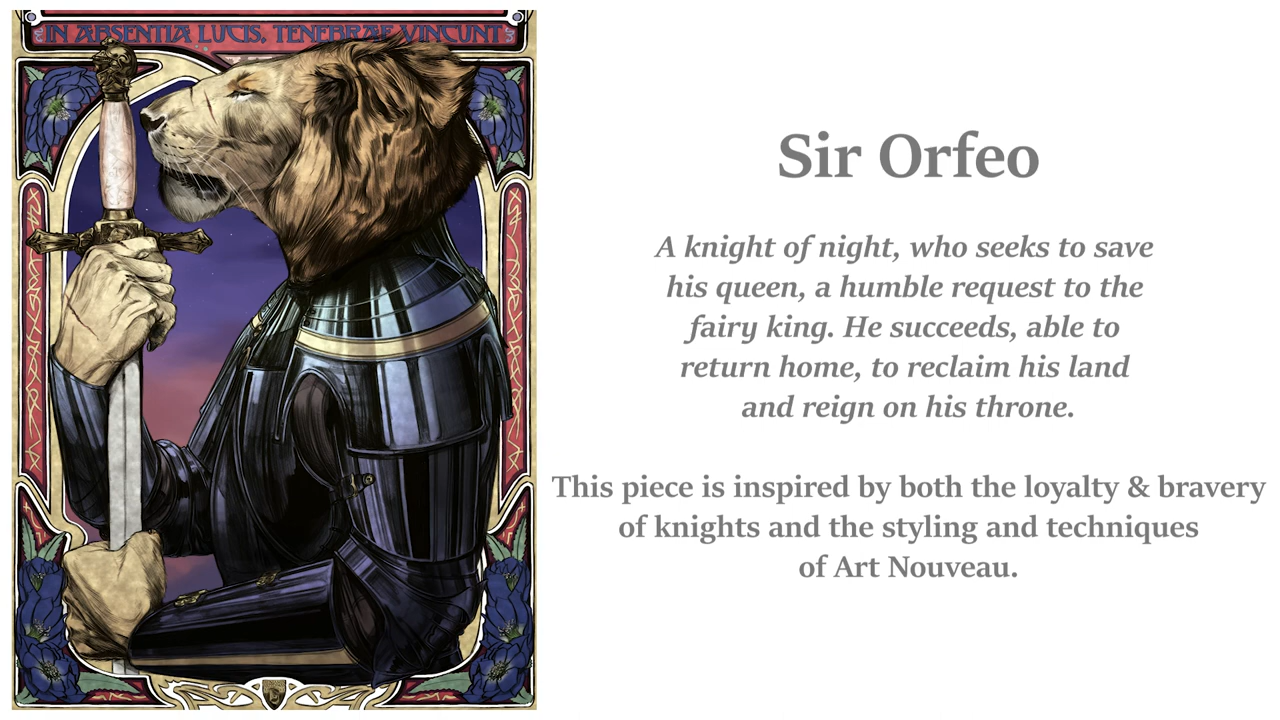 IN ABSENTIA LUCIS, TENEBRAE VINCUNT
Sir Orfeo
A knight of night, who seeks to save
his queen, a humble request to the
fairy king. He succeeds, able to
return home, to reclaim his land
and reign on his throne.
This piece is inspired by both the loyalty & bravery
of knights and the styling and techniques
of Art Nouveau.